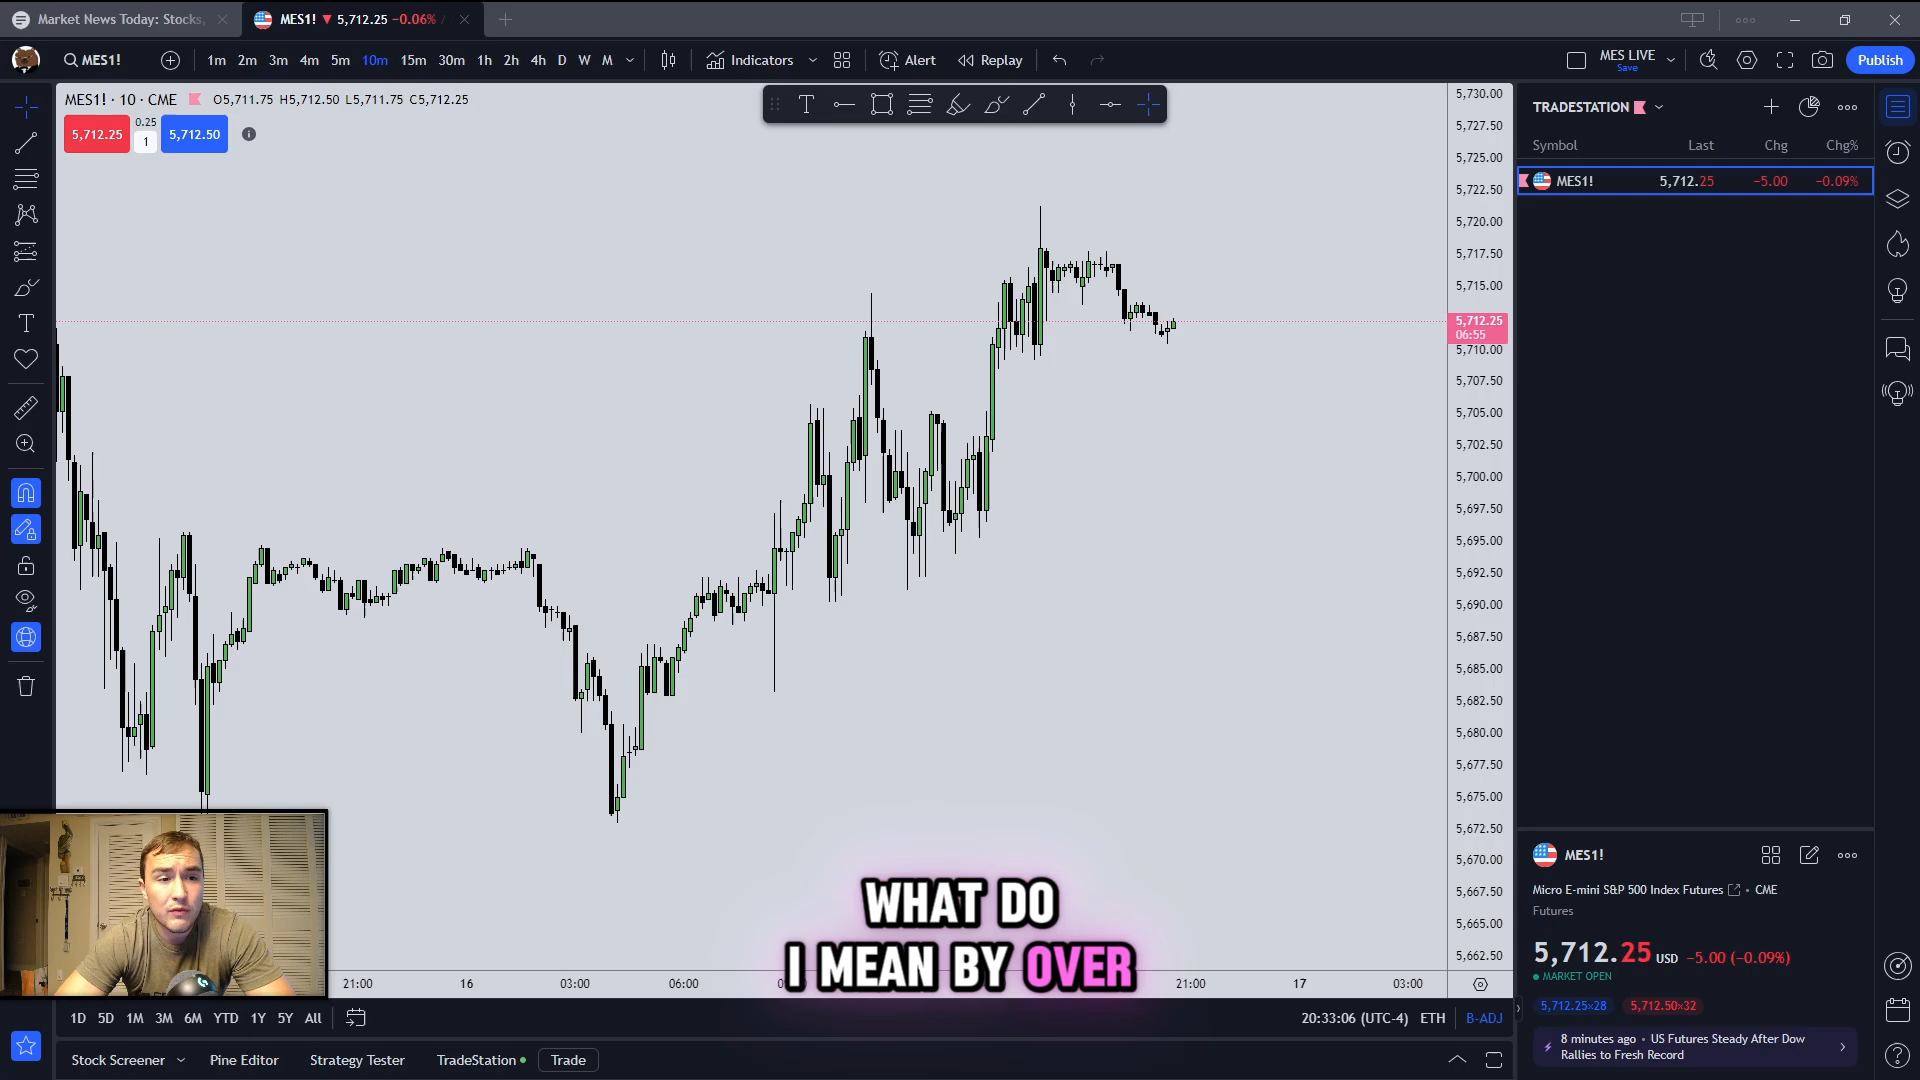 Market News Today: Stocks,
MES1! ▼ 5,712.25 -0.06% /
MES1!
1m 2m 3m 4m 5m 10m 15m 30m 1h 2h 4h D W M
Indicators
Alert
Replay
MES LIVE
Save
Publish
MES1! · 10 · CME
O5,711.75 H5,712.50 L5,711.75 C5,712.25
5,712.25
0.25
1
5,712.50
5,730.00
5,727.50
5,725.00
5,722.50
5,720.00
5,717.50
5,715.00
5,712.25
06:55
5,710.00
5,707.50
5,705.00
5,702.50
5,700.00
5,697.50
5,695.00
5,692.50
5,690.00
5,687.50
5,685.00
5,682.50
5,680.00
5,677.50
5,675.00
5,672.50
5,670.00
5,667.50
5,665.00
5,662.50
TRADESTATION
Symbol Last Chg Chg%
MES1! 5,712.25 −5.00 −0.09%
WHAT DO
I MEAN BY OVER
21:00 16 03:00 06:00 21:00 17 03:00
1D 5D 1M 3M 6M YTD 1Y 5Y All
20:33:06 (UTC-4) ETH B-ADJ
Stock Screener Pine Editor Strategy Tester TradeStation Trade
MES1!
Micro E-mini S&P 500 Index Futures • CME
Futures
5,712.25 USD −5.00 (−0.09%)
MARKET OPEN
5,712.25×28 5,712.50×32
8 minutes ago • US Futures Steady After Dow
Rallies to Fresh Record